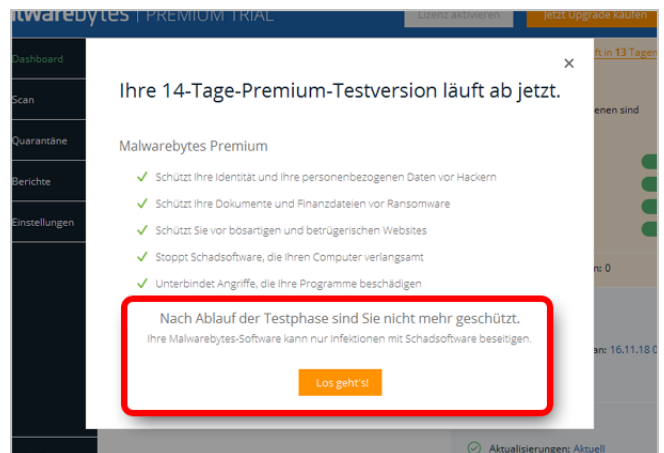 PREMIUM TRIAL
Lizenz aktivieren
Jetzt Upgrade kaufen
Dashboard
Scan
Quarantäne
Berichte
Einstellungen
ft in 13 Tagen
enen sind
Ihre 14-Tage-Premium-Testversion läuft ab jetzt.
Malwarebytes Premium
Schützt Ihre Identität und Ihre personenbezogenen Daten vor Hackern
Schützt Ihre Dokumente und Finanzdateien vor Ransomware
Schützt Sie vor bösartigen und betrügerischen Websites
Stoppt Schadsoftware, die Ihren Computer verlangsamt
Unterbindet Angriffe, die Ihre Programme beschädigen
Nach Ablauf der Testphase sind Sie nicht mehr geschützt.
Ihre Malwarebytes-Software kann nur Infektionen mit Schadsoftware beseitigen.
Los geht's!
n: 0
an: 16.11.18
Aktualisierungen: Aktuell